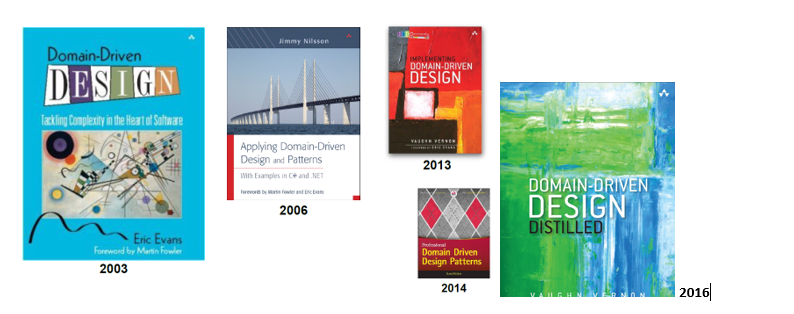 Domain-Driven
DESIGN
Tackling Complexity in the Heart of Software
Eric Evans
Foreword by Martin Fowler
2003
Jimmy Nilsson
Applying Domain-Driven
Design and Patterns
With Examples in C# and .NET
Forewords by Martin Fowler and Eric Evans
2006
IMPLEMENTING
DOMAIN-DRIVEN
DESIGN
VAUGHN VERNON
FOREWORD BY ERIC EVANS
2013
Professional
Domain Driven
Design Patterns
2014
DOMAIN-DRIVEN
DESIGN
DISTILLED
VAUGHN VERNON
2016